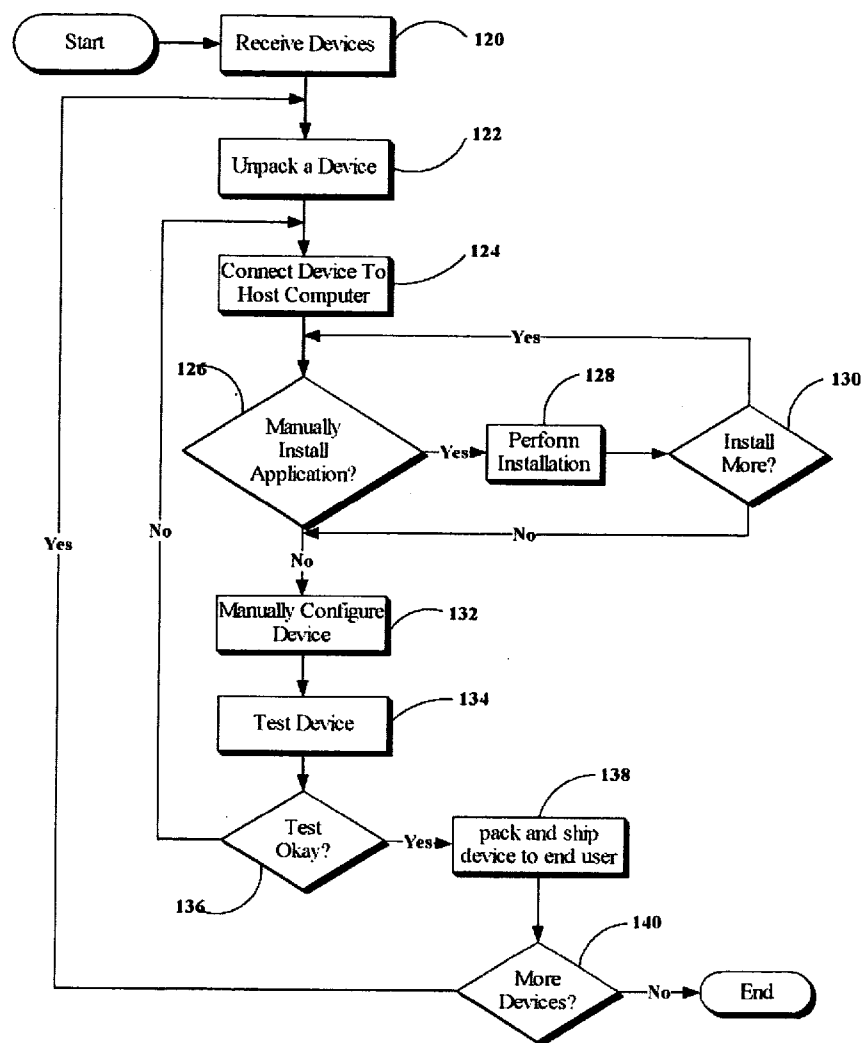 Start
Receive Devices
120
Unpack a Device
122
Connect Device To
Host Computer
124
Yes
126
Manually
Install
Application?
Yes
128
Perform
Installation
130
Install
More?
No
No
Yes
No
Manually Configure
Device
132
Test Device
134
Test
Okay?
136
Yes
138
pack and ship
device to end user
140
More
Devices?
No
End